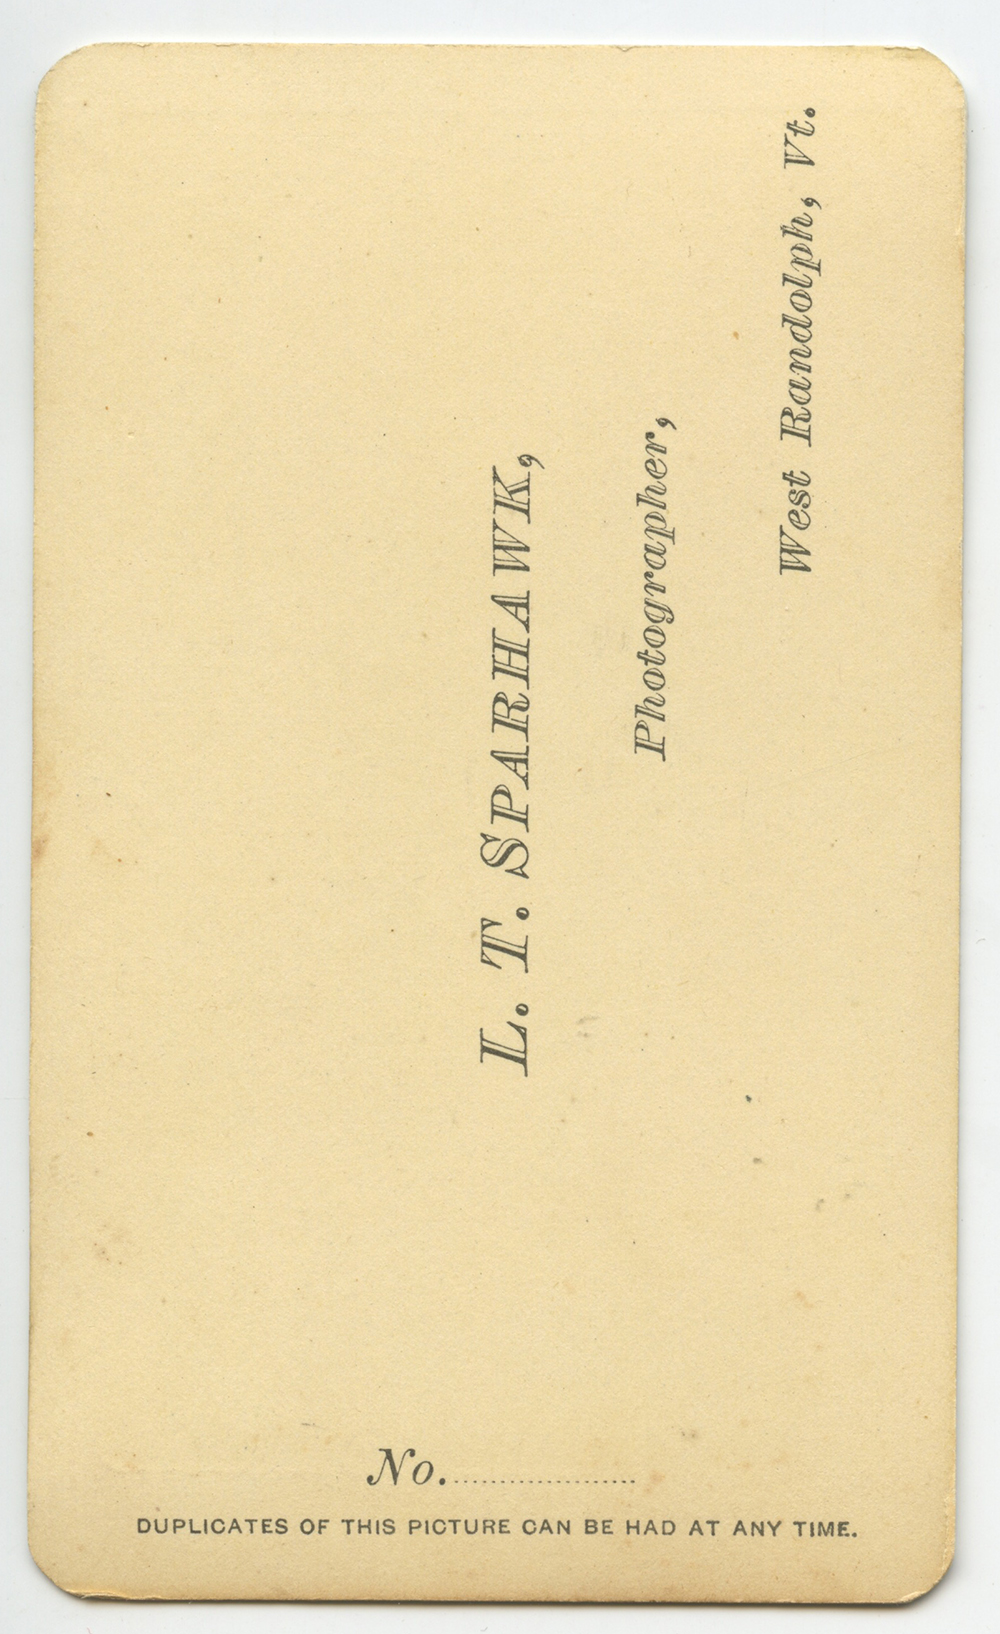 L. T. SPARHAWK,
Photographer,
West Randolph, Vt.
No....................
DUPLICATES OF THIS PICTURE CAN BE HAD AT ANY TIME.